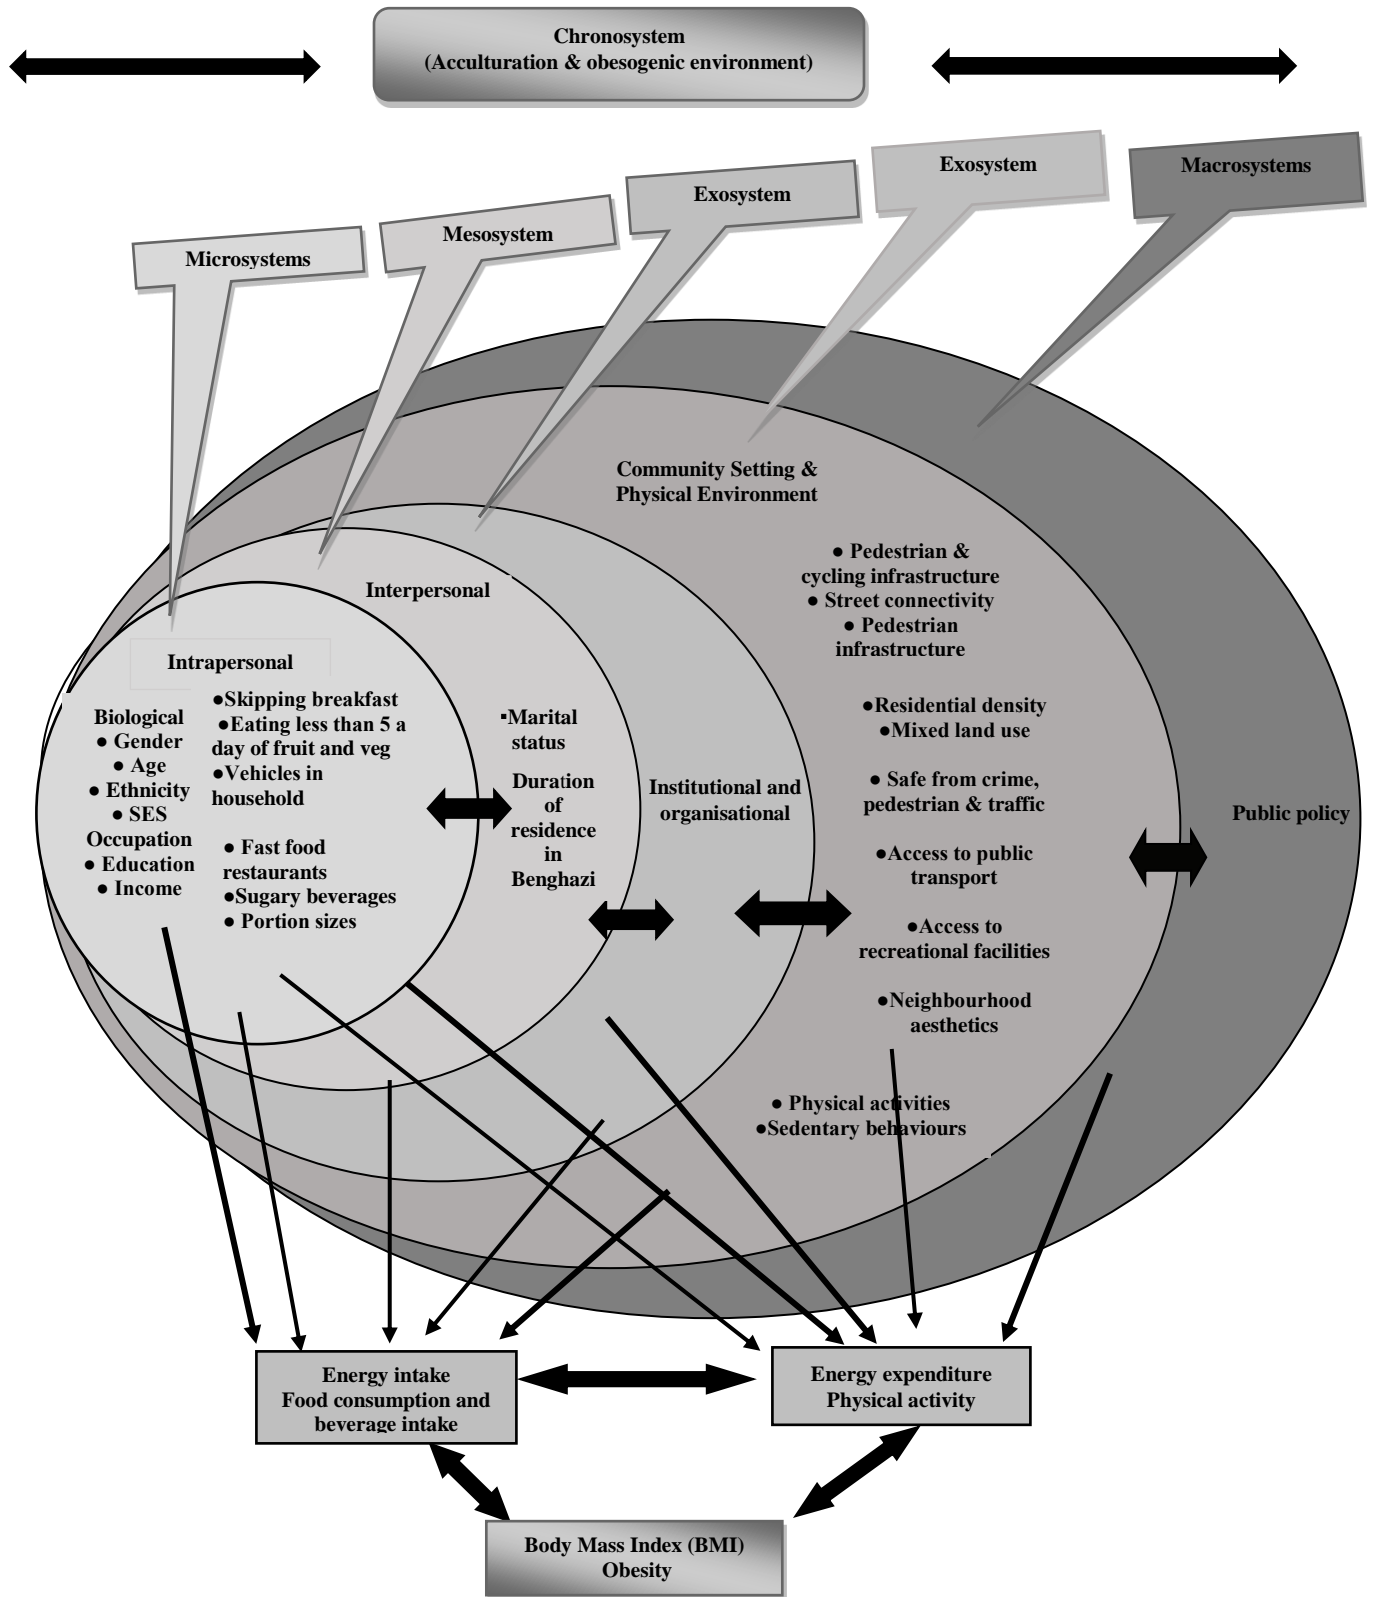 Chronosystem
(Acculturation & obesogenic environment)
Microsystems
Mesosystem
Exosystem
Exosystem
Macrosystems
Community Setting &
Physical Environment
● Pedestrian &
cycling infrastructure
● Street connectivity
● Pedestrian
infrastructure
●Residential density
●Mixed land use
● Safe from crime,
pedestrian & traffic
●Access to public
transport
●Access to
recreational facilities
●Neighbourhood
aesthetics
● Physical activities
●Sedentary behaviours
Interpersonal
▪Marital
status
Duration
of
residence
in
Benghazi
Institutional and
organisational
Public policy
Intrapersonal
Biological
● Gender
● Age
● Ethnicity
● SES
Occupation
● Education
● Income
●Skipping breakfast
●Eating less than 5 a
day of fruit and veg
●Vehicles in
household
● Fast food
restaurants
●Sugary beverages
● Portion sizes
Energy intake
Food consumption and
beverage intake
Energy expenditure
Physical activity
Body Mass Index (BMI)
Obesity